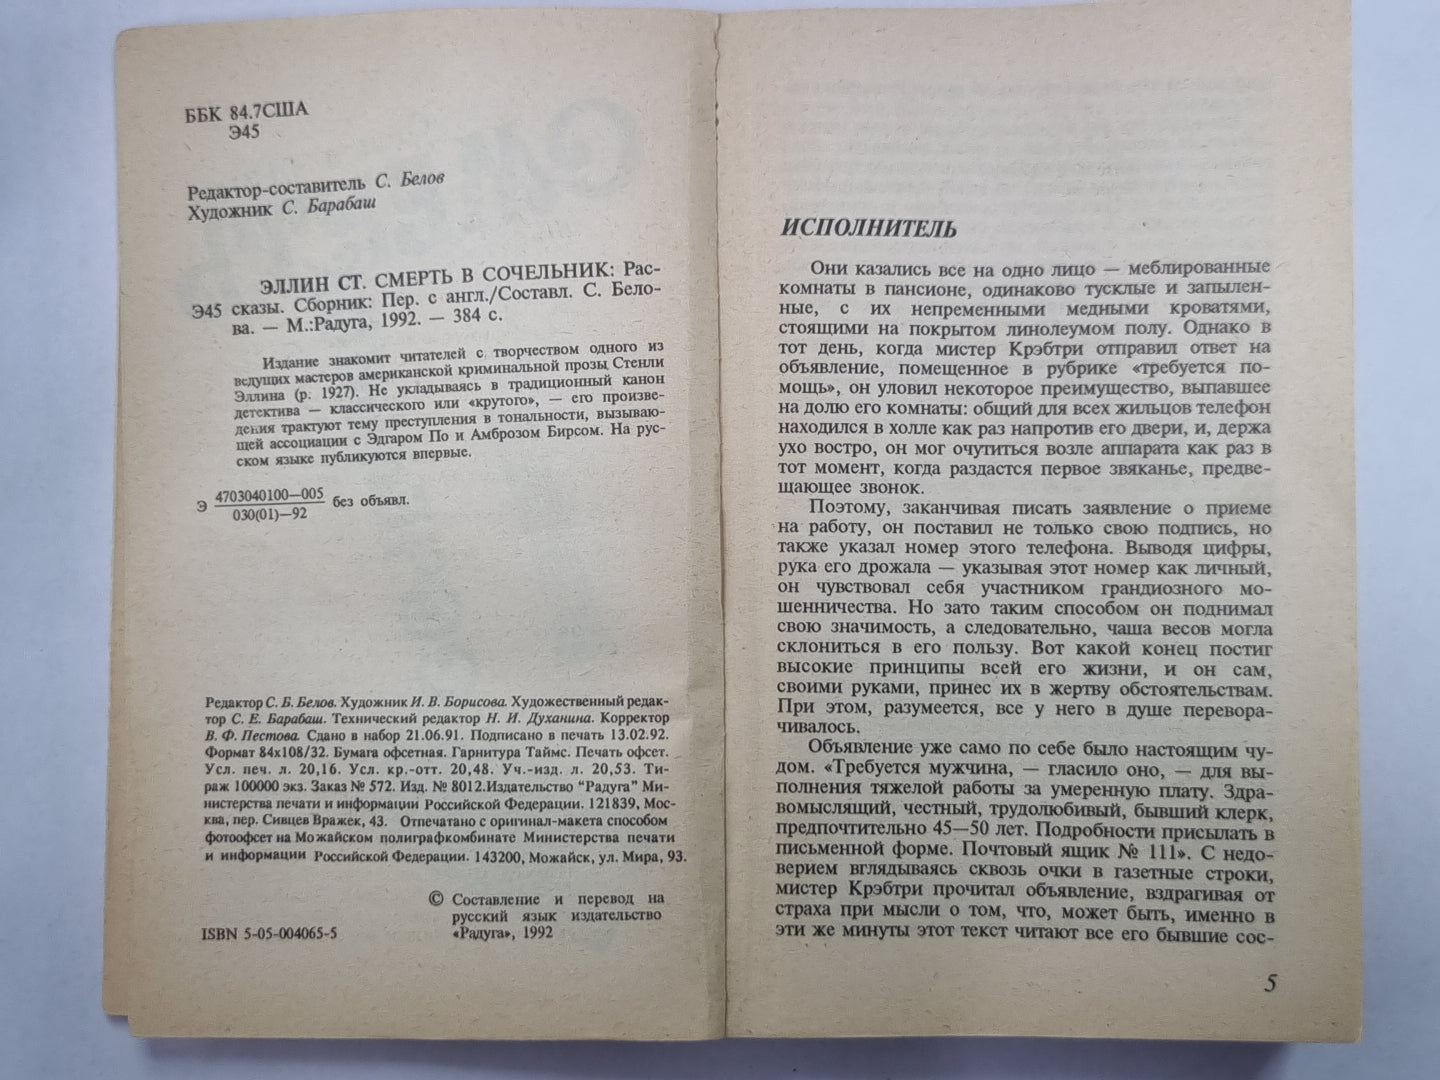 ББК 84.7США
Э45
Редактор-составитель С. Белов
Художник С. Барабаш
ЭЛЛИН СТ. СМЕРТЬ В СОЧЕЛЬНИК: Рас-
Э45 сказы. Сборник: Пер. с англ./Составл. С. Бело-
ва. — М.:Радуга, 1992. — 384 с.
Издание знакомит читателей с творчеством одного из
ведущих мастеров американской криминальной прозы Стенли
Эллина (р. 1927). Не укладываясь в традиционный канон
детектива — классического или «крутого», — его произве-
дения трактуют тему преступления в тональности, вызываю-
щей ассоциации с Эдгаром По и Амброзом Бирсом. На рус-
ском языке публикуются впервые.
Э 4703040100—005 без объявл.
030(01)—92
Редактор С. Б. Белов. Художник И. В. Борисова. Художественный редак-
тор С. Е. Барабаш. Технический редактор Н. И. Духанина. Корректор
В. Ф. Пестова. Сдано в набор 21.06.91. Подписано в печать 13.02.92.
Формат 84x108/32. Бумага офсетная. Гарнитура Таймс. Печать офсет.
Усл. печ. л. 20,16. Усл. кр.-отт. 20,48. Уч.-изд. л. 20,53. Ти-
раж 100000 экз. Заказ № 572. Изд. № 8012.Издательство "Радуга" Ми-
нистерства печати и информации Российской Федерации. 121839, Мос-
ква, пер. Сивцев Вражек, 43. Отпечатано с оригинал-макета способом
фотоофсет на Можайском полиграфкомбинате Министерства печати
и информации Российской Федерации. 143200, Можайск, ул. Мира, 93.
© Составление и перевод на
русский язык издательство
«Радуга», 1992
ISBN 5-05-004065-5
ИСПОЛНИТЕЛЬ
Они казались все на одно лицо — меблированные
комнаты в пансионе, одинаково тусклые и запылен-
ные, с их непременными медными кроватями,
стоящими на покрытом линолеумом полу. Однако в
тот день, когда мистер Крэбтри отправил ответ на
объявление, помещенное в рубрике «требуется по-
мощь», он уловил некоторое преимущество, выпавшее
на долю его комнаты: общий для всех жильцов телефон
находился в холле как раз напротив его двери, и, держа
ухо востро, он мог очутиться возле аппарата как раз в
тот момент, когда раздастся первое звяканье, предве-
щающее звонок.
Поэтому, заканчивая писать заявление о приеме
на работу, он поставил не только свою подпись, но
также указал номер этого телефона. Выводя цифры,
рука его дрожала — указывая этот номер как личный,
он чувствовал себя участником грандиозного мо-
шенничества. Но зато таким способом он поднимал
свою значимость, а следовательно, чаша весов могла
склониться в его пользу. Вот какой конец постиг
высокие принципы всей его жизни, и он сам,
своими руками, принес их в жертву обстоятельствам.
При этом, разумеется, все у него в душе перевора-
чивалось.
Объявление уже само по себе было настоящим чу-
дом. «Требуется мужчина, — гласило оно, — для вы-
полнения тяжелой работы за умеренную плату. Здра-
вомыслящий, честный, трудолюбивый, бывший клерк,
предпочтительно 45—50 лет. Подробности присылать в
письменной форме. Почтовый ящик № 111». С недо-
верием вглядываясь сквозь очки в газетные строки,
мистер Крэбтри прочитал объявление, вздрагивая от
страха при мысли о том, что, может быть, именно в
эти же минуты этот текст читают все его бывшие сос-
5